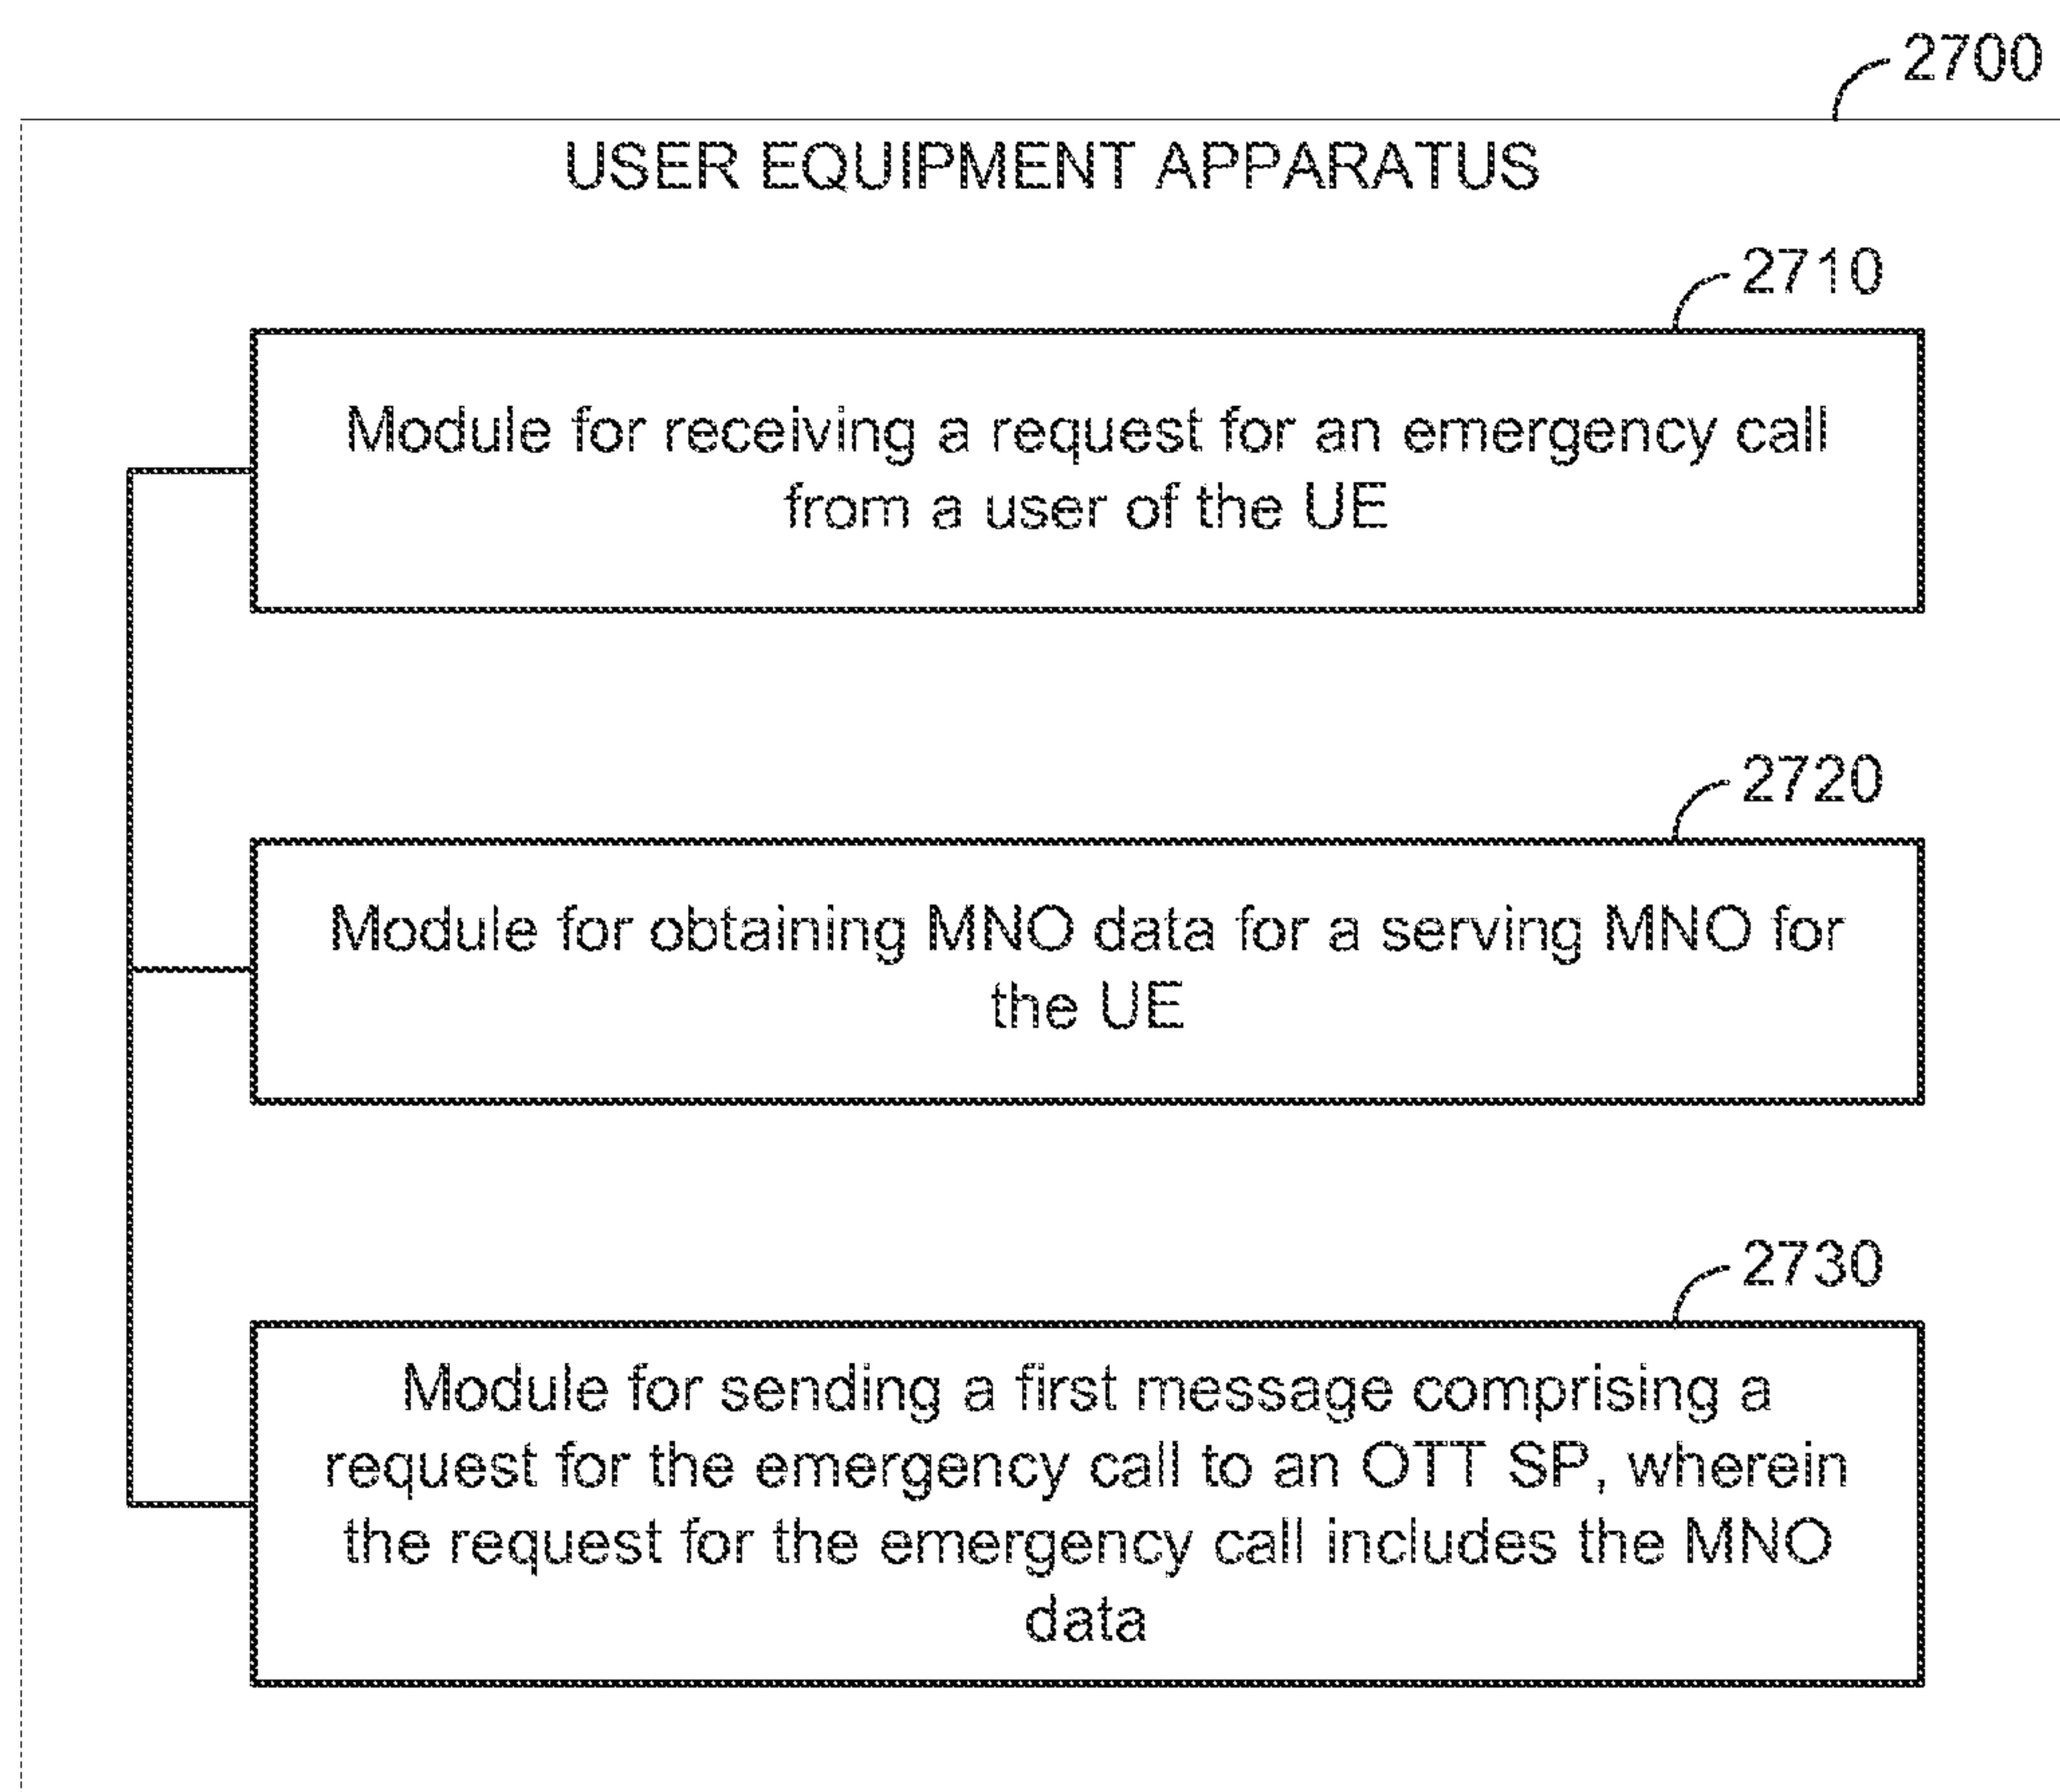 2700
USER EQUIPMENT APPARATUS
2710
Module for receiving a request for an emergency call
from a user of the UE
2720
Module for obtaining MNO data for a serving MNO for
the UE
2730
Module for sending a first message comprising a
request for the emergency call to an OTT SP, wherein
the request for the emergency call includes the MNO
data